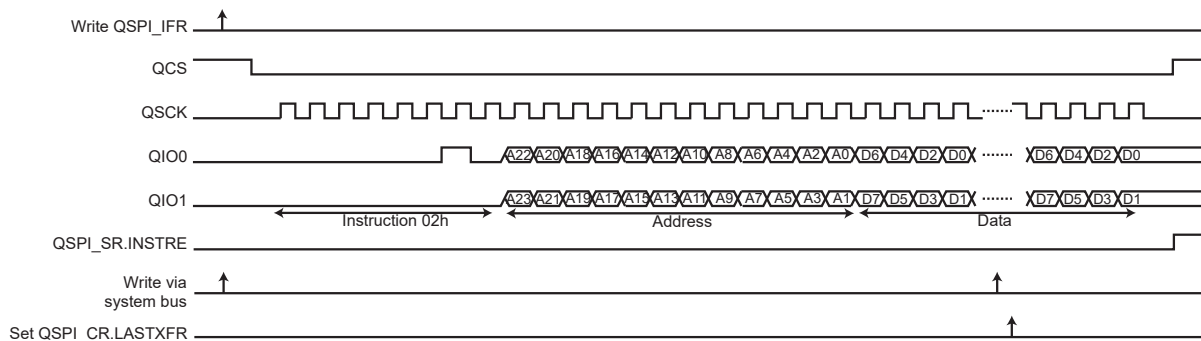 Write QSPI_IFR
QCS
QSCK
QIO0 A22 A20 A18 A16 A14 A12 A10 A8 A6 A4 A2 A0 D6 D4 D2 D0 D6 D4 D2 D0
QIO1 A23 A21 A19 A17 A15 A13 A11 A9 A7 A5 A3 A1 D7 D5 D3 D1 D7 D5 D3 D1
Instruction 02h Address Data
QSPI_SR.INSTRE
Write via
system bus
Set QSPI_CR.LASTXFR